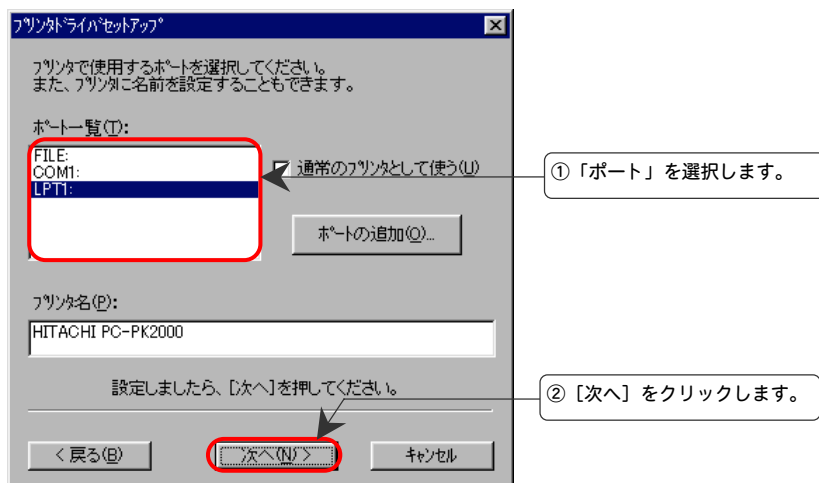 ﾌﾟﾘﾝﾀﾄﾞﾗｲﾊﾞｾｯﾄｱｯﾌﾟ
ﾌﾟﾘﾝﾀで使用するﾎﾟｰﾄを選択してください。
また、ﾌﾟﾘﾝﾀに名前を設定することもできます。
ﾎﾟｰﾄ一覧(T):
FILE:
COM1:
LPT1:
通常のﾌﾟﾘﾝﾀとして使う(U)
①「ポート」を選択します。
ﾎﾟｰﾄの追加(O)...
ﾌﾟﾘﾝﾀ名(P):
HITACHI PC-PK2000
設定しましたら、[次へ]を押してください。
②［次へ］をクリックします。
< 戻る(B)
次へ(N) >
ｷｬﾝｾﾙ